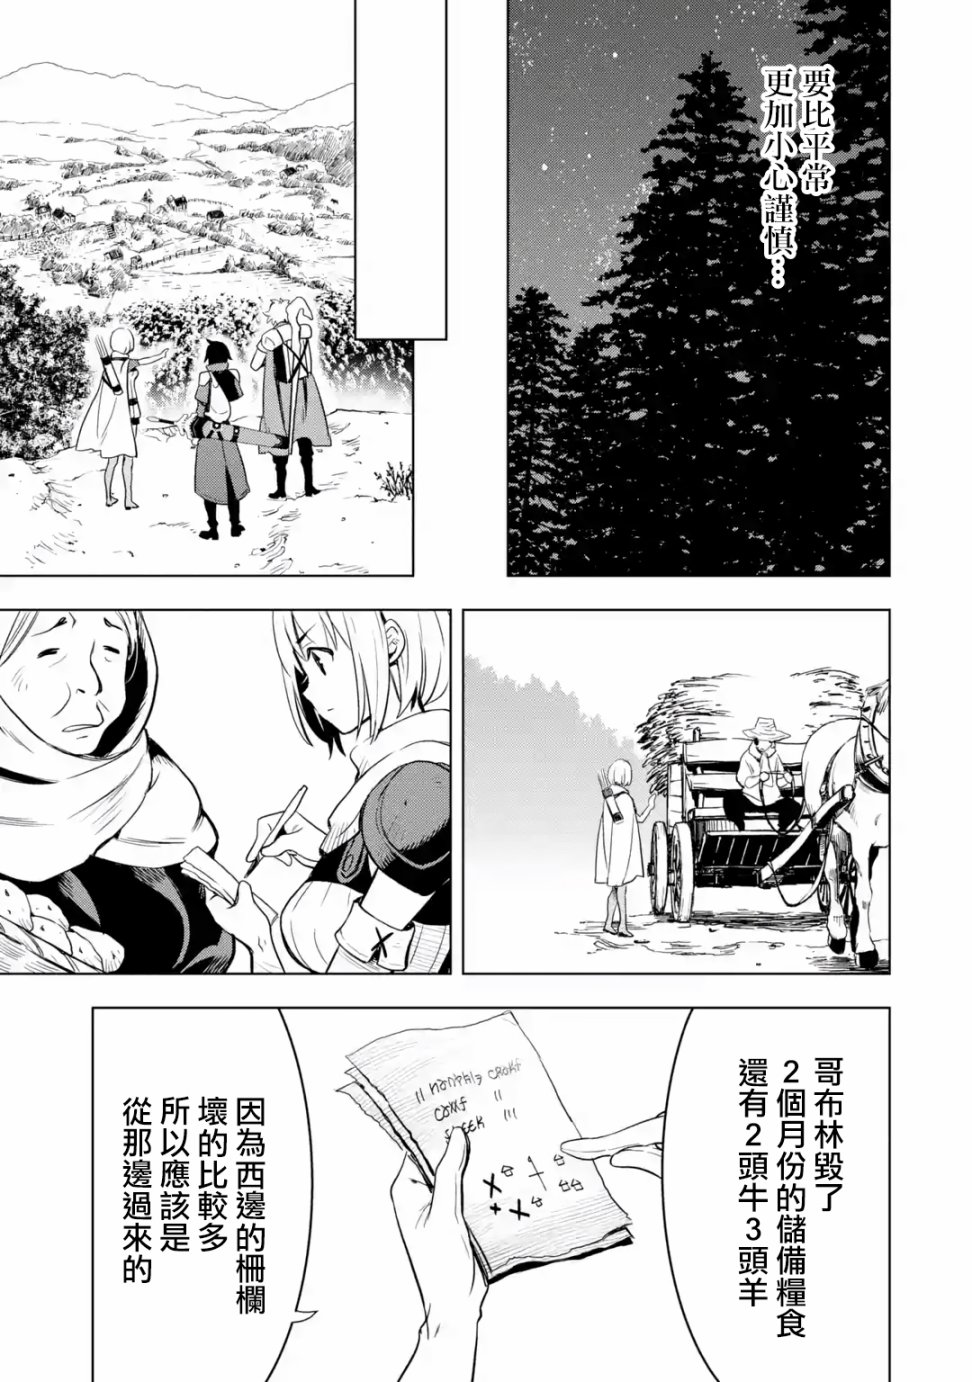 要比平常
更加小心謹慎…
哥布林毀了
2個月份的儲備糧食
還有2頭牛3頭羊
因為西邊的柵欄
壞的比較多
所以應該是
從那邊過來的